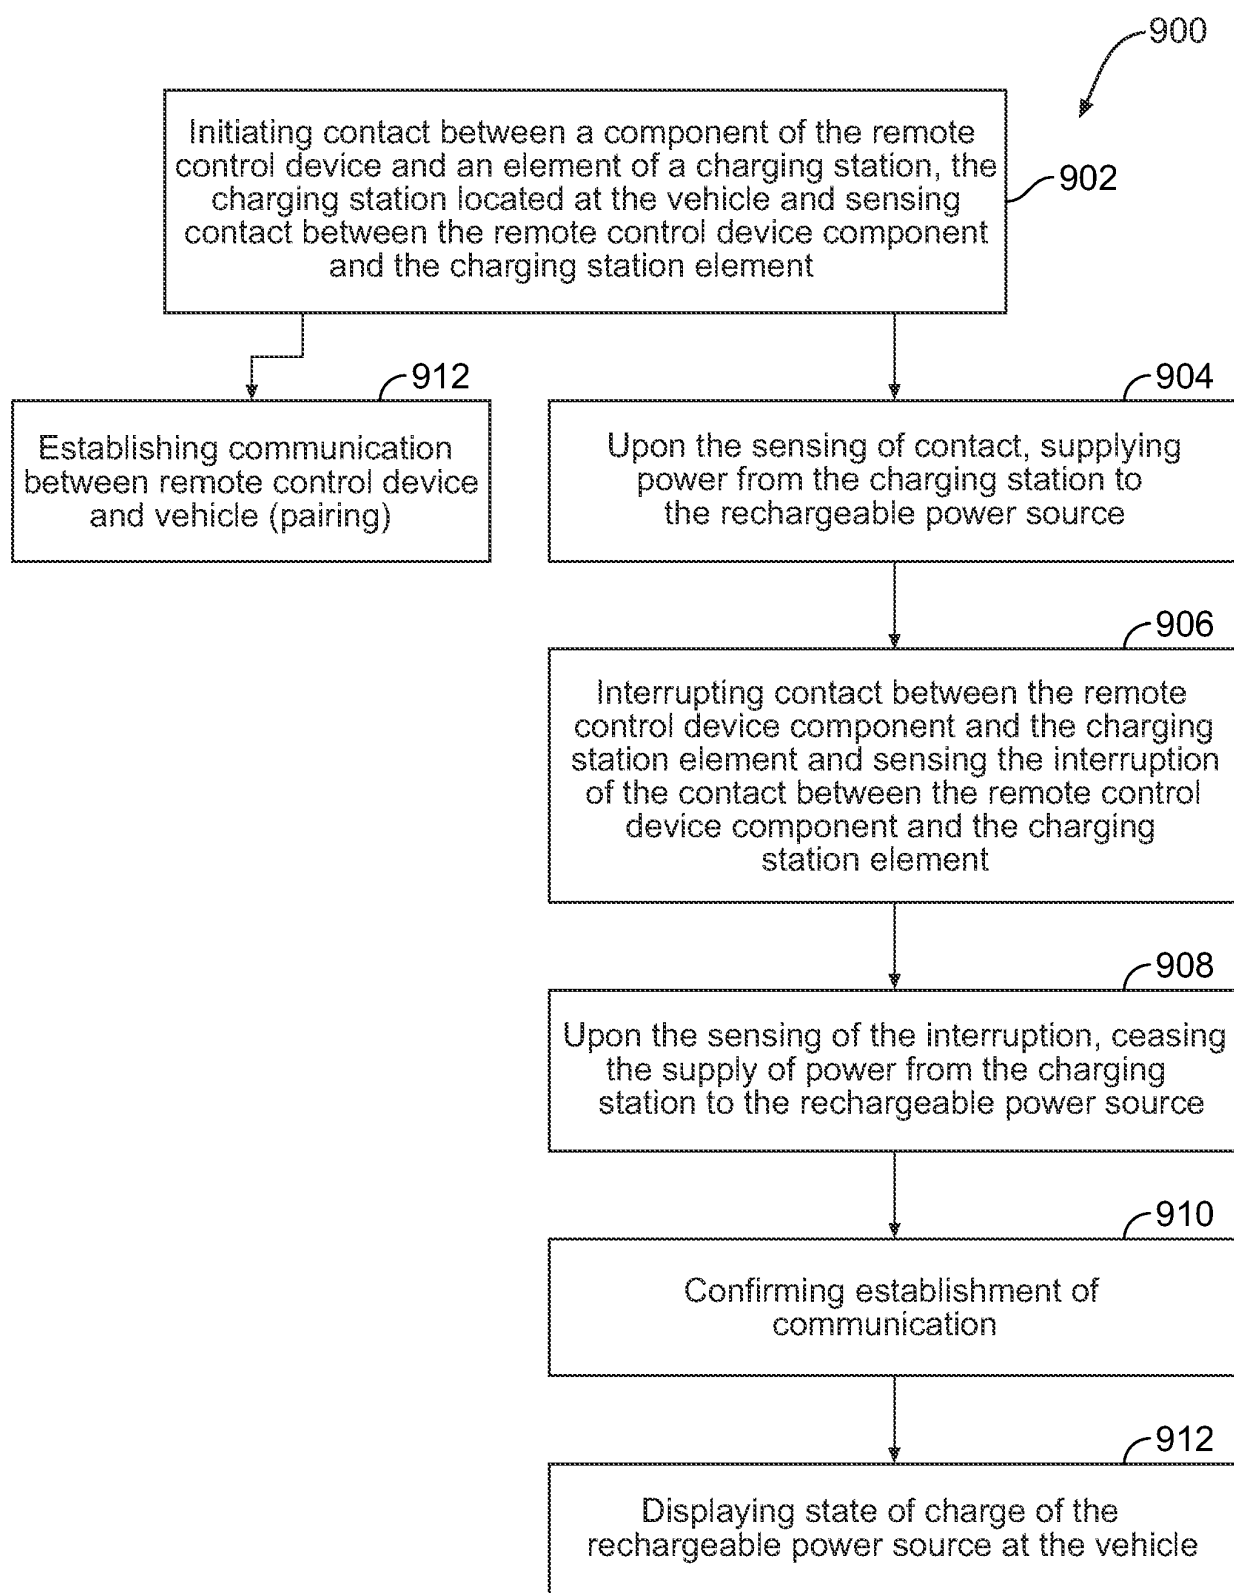 900
Initiating contact between a component of the remote
control device and an element of a charging station, the
charging station located at the vehicle and sensing
contact between the remote control device component
and the charging station element
902
912
Establishing communication
between remote control device
and vehicle (pairing)
904
Upon the sensing of contact, supplying
power from the charging station to
the rechargeable power source
906
Interrupting contact between the remote
control device component and the charging
station element and sensing the interruption
of the contact between the remote control
device component and the charging
station element
908
Upon the sensing of the interruption, ceasing
the supply of power from the charging
station to the rechargeable power source
910
Confirming establishment of
communication
912
Displaying state of charge of the
rechargeable power source at the vehicle